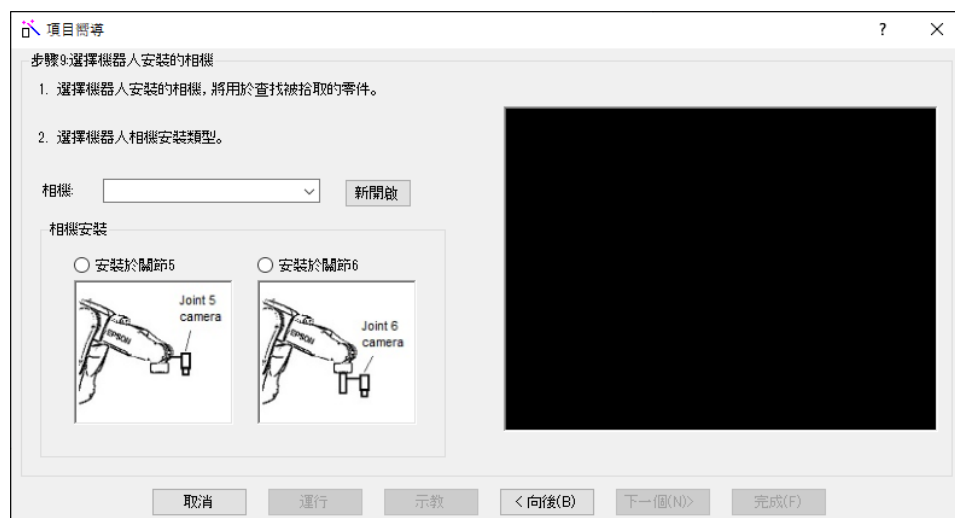 項目嚮導
?
步驟9:選擇機器人安裝的相機
1. 選擇機器人安裝的相機,將用於查找被拾取的零件。
2. 選擇機器人相機安裝類型。
相機:
新開啟
相機安裝
安裝於關節5
安裝於關節6
Joint 5
camera
EPSON
Joint 6
camera
EPSON
取消
運行
示教
< 向後(B)
下一個(N)>
完成(F)